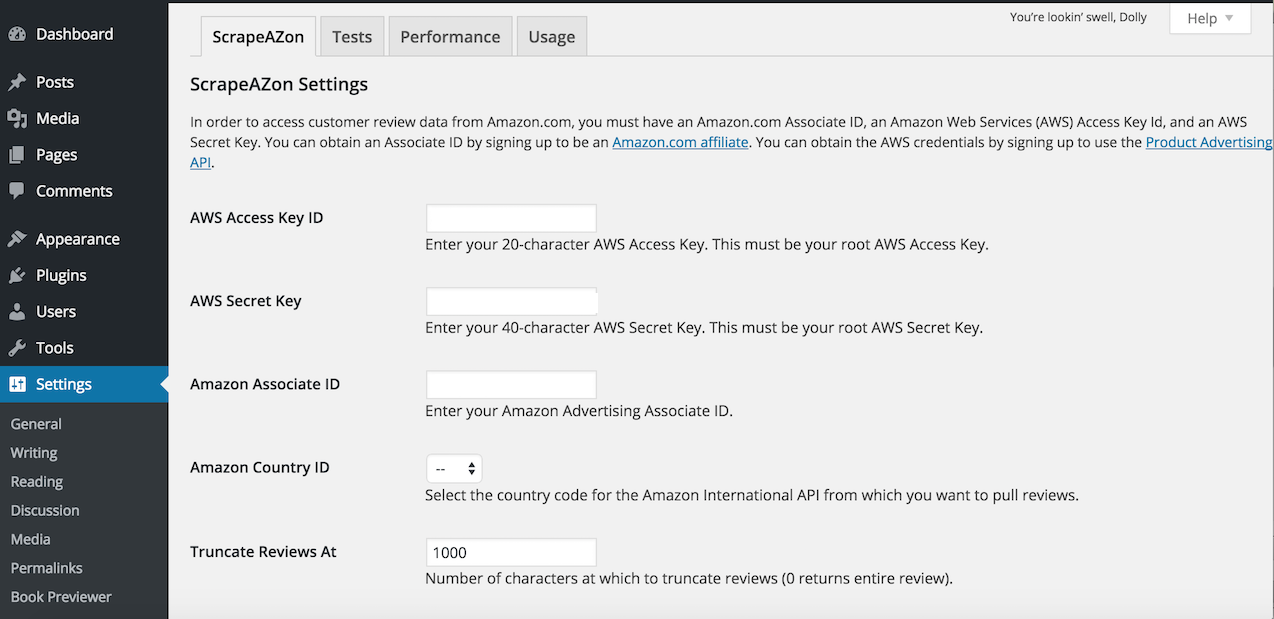 Dashboard
Posts
Media
Pages
Comments
Appearance
Plugins
Users
Tools
Settings
General
Writing
Reading
Discussion
Media
Permalinks
Book Previewer
You're lookin' swell, Dolly
Help
ScrapeAZon
Tests
Performance
Usage
ScrapeAZon Settings
In order to access customer review data from Amazon.com, you must have an Amazon.com Associate ID, an Amazon Web Services (AWS) Access Key Id, and an AWS
Secret Key. You can obtain an Associate ID by signing up to be an Amazon.com affiliate. You can obtain the AWS credentials by signing up to use the Product Advertising
API.
AWS Access Key ID
Enter your 20-character AWS Access Key. This must be your root AWS Access Key.
AWS Secret Key
Enter your 40-character AWS Secret Key. This must be your root AWS Secret Key.
Amazon Associate ID
Enter your Amazon Advertising Associate ID.
Amazon Country ID
--
Select the country code for the Amazon International API from which you want to pull reviews.
Truncate Reviews At
1000
Number of characters at which to truncate reviews (0 returns entire review).